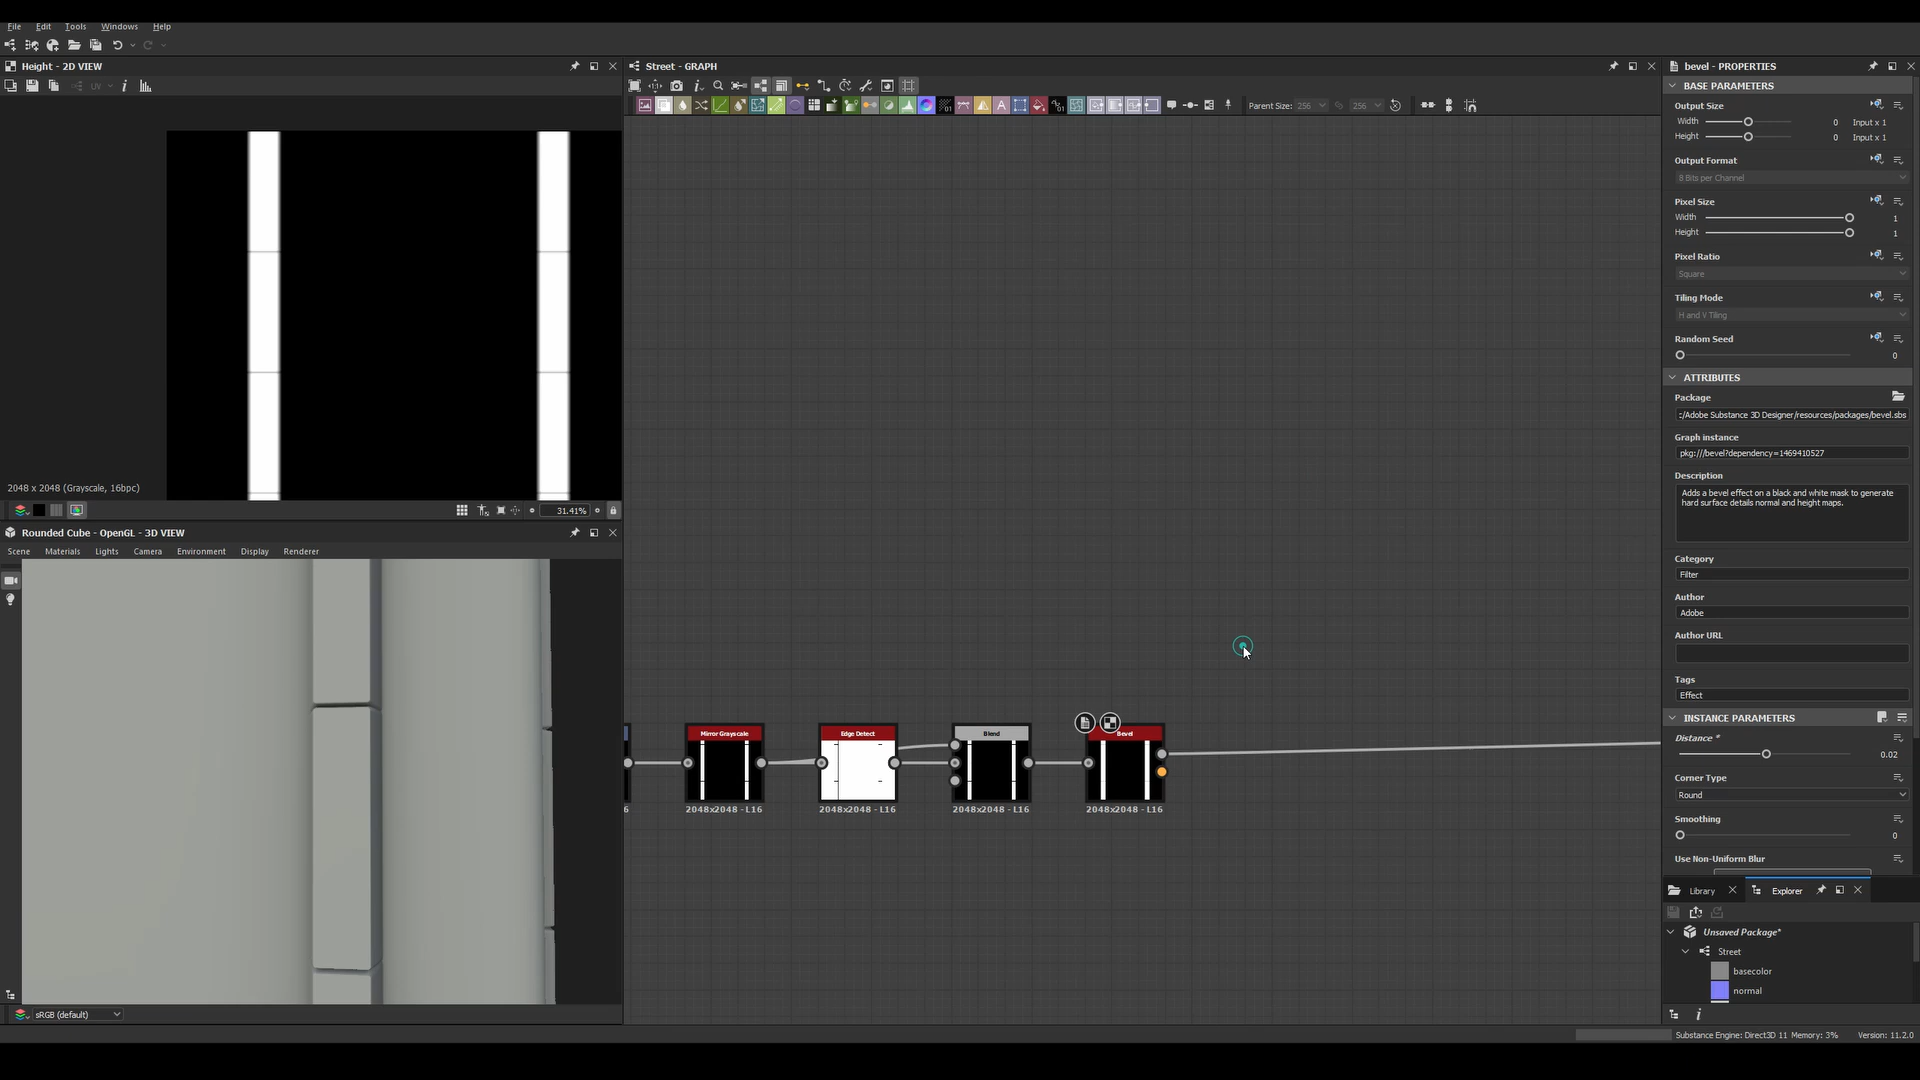 File Edit Tools Windows Help
Height - 2D VIEW
2048 x 2048 (Grayscale, 16bpc)
31.41%
Rounded Cube - OpenGL - 3D VIEW
Scene Materials Lights Camera Environment Display Renderer
sRGB (default)
Street - GRAPH
Parent Size: 256 256
Mirror Grayscale
Edge Detect
Blend
Bevel
6
2048x2048 - L16
2048x2048 - L16
2048x2048 - L16
2048x2048 - L16
bevel - PROPERTIES
BASE PARAMETERS
Output Size
Width 0 Input x 1
Height 0 Input x 1
Output Format
8 Bits per Channel
Pixel Size
Width 1
Height 1
Pixel Ratio
Square
Tiling Mode
H and V Tiling
Random Seed
0
ATTRIBUTES
Package
:/Adobe Substance 3D Designer/resources/packages/bevel.sbs
Graph instance
pkg:///bevel?dependency=1469410527
Description
Adds a bevel effect on a black and white mask to generate
hard surface details normal and height maps.
Category
Filter
Author
Adobe
Author URL
Tags
Effect
INSTANCE PARAMETERS
Distance *
0.02
Corner Type
Round
Smoothing
0
Use Non-Uniform Blur
Library Explorer
Unsaved Package*
Street
basecolor
normal
Substance Engine: Direct3D 11 Memory: 3% Version: 11.2.0